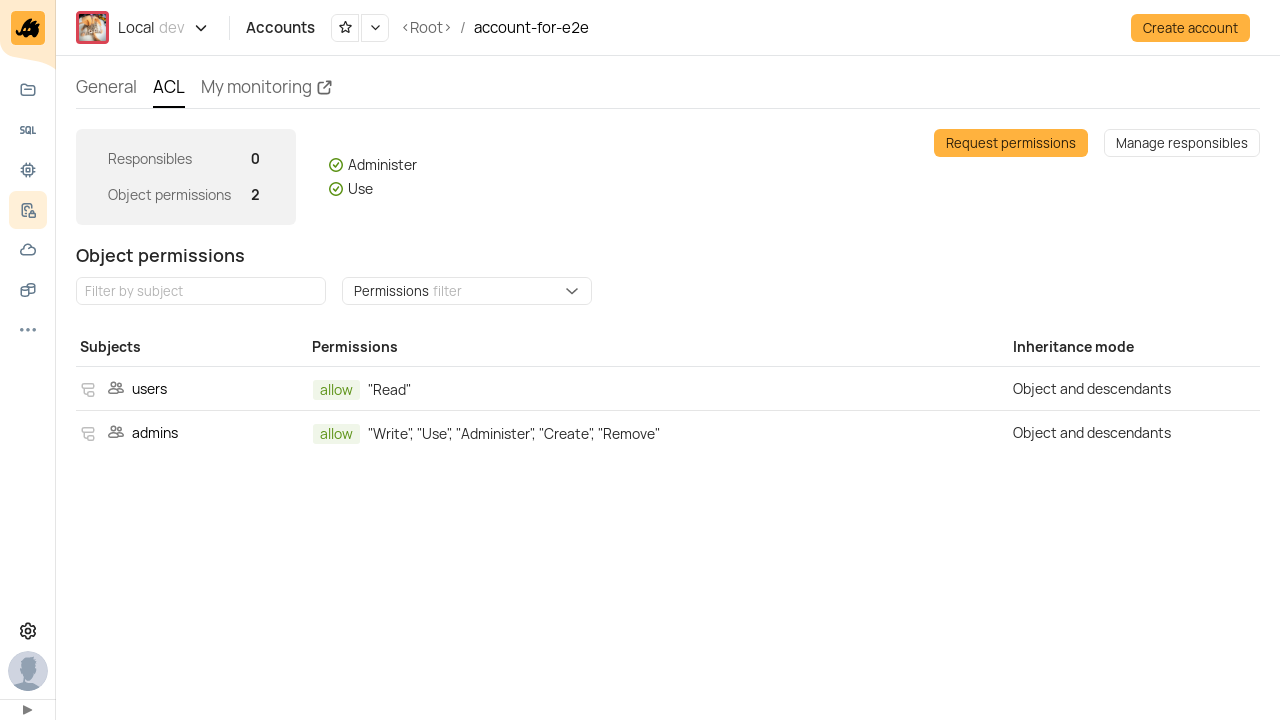 Local dev Accounts <Root> / account-for-e2e Create account
General ACL My monitoring
SQL
Responsibles 0
Object permissions 2
Administer
Use
Request permissions Manage responsibles
Object permissions
Filter by subject Permissions filter
Subjects Permissions Inheritance mode
users allow "Read" Object and descendants
admins allow "Write", "Use", "Administer", "Create", "Remove" Object and descendants